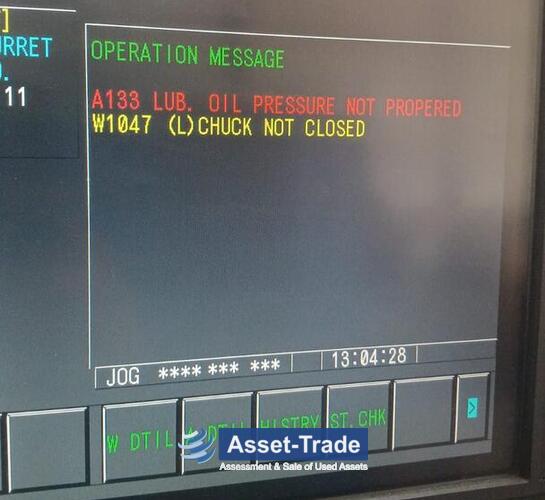 ]
URRET
OPERATION MESSAGE
11
A133 LUB. OIL PRESSURE NOT PROPERED
W1047 (L)CHUCK NOT CLOSED
JOG **** *** *** 13:04:28
W DTIL HISTRY ST.CHK >
Asset-Trade
Assessment & Sale of Used Assets